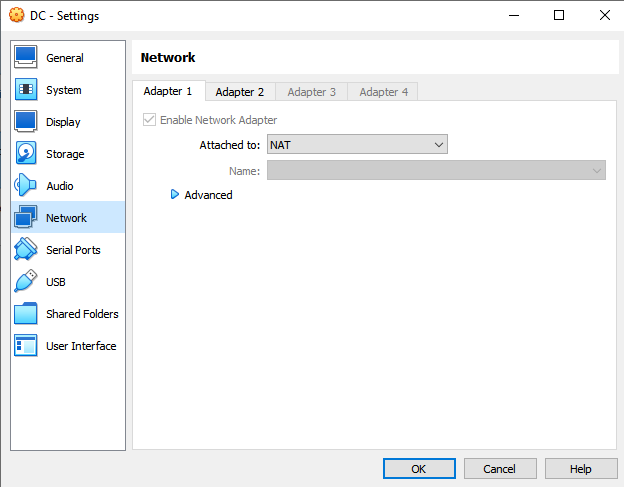 DC - Settings
General
System
Display
Storage
Audio
Network
Serial Ports
USB
Shared Folders
User Interface
Network
Adapter 1 Adapter 2 Adapter 3 Adapter 4
Enable Network Adapter
Attached to: NAT
Name:
Advanced
OK Cancel Help